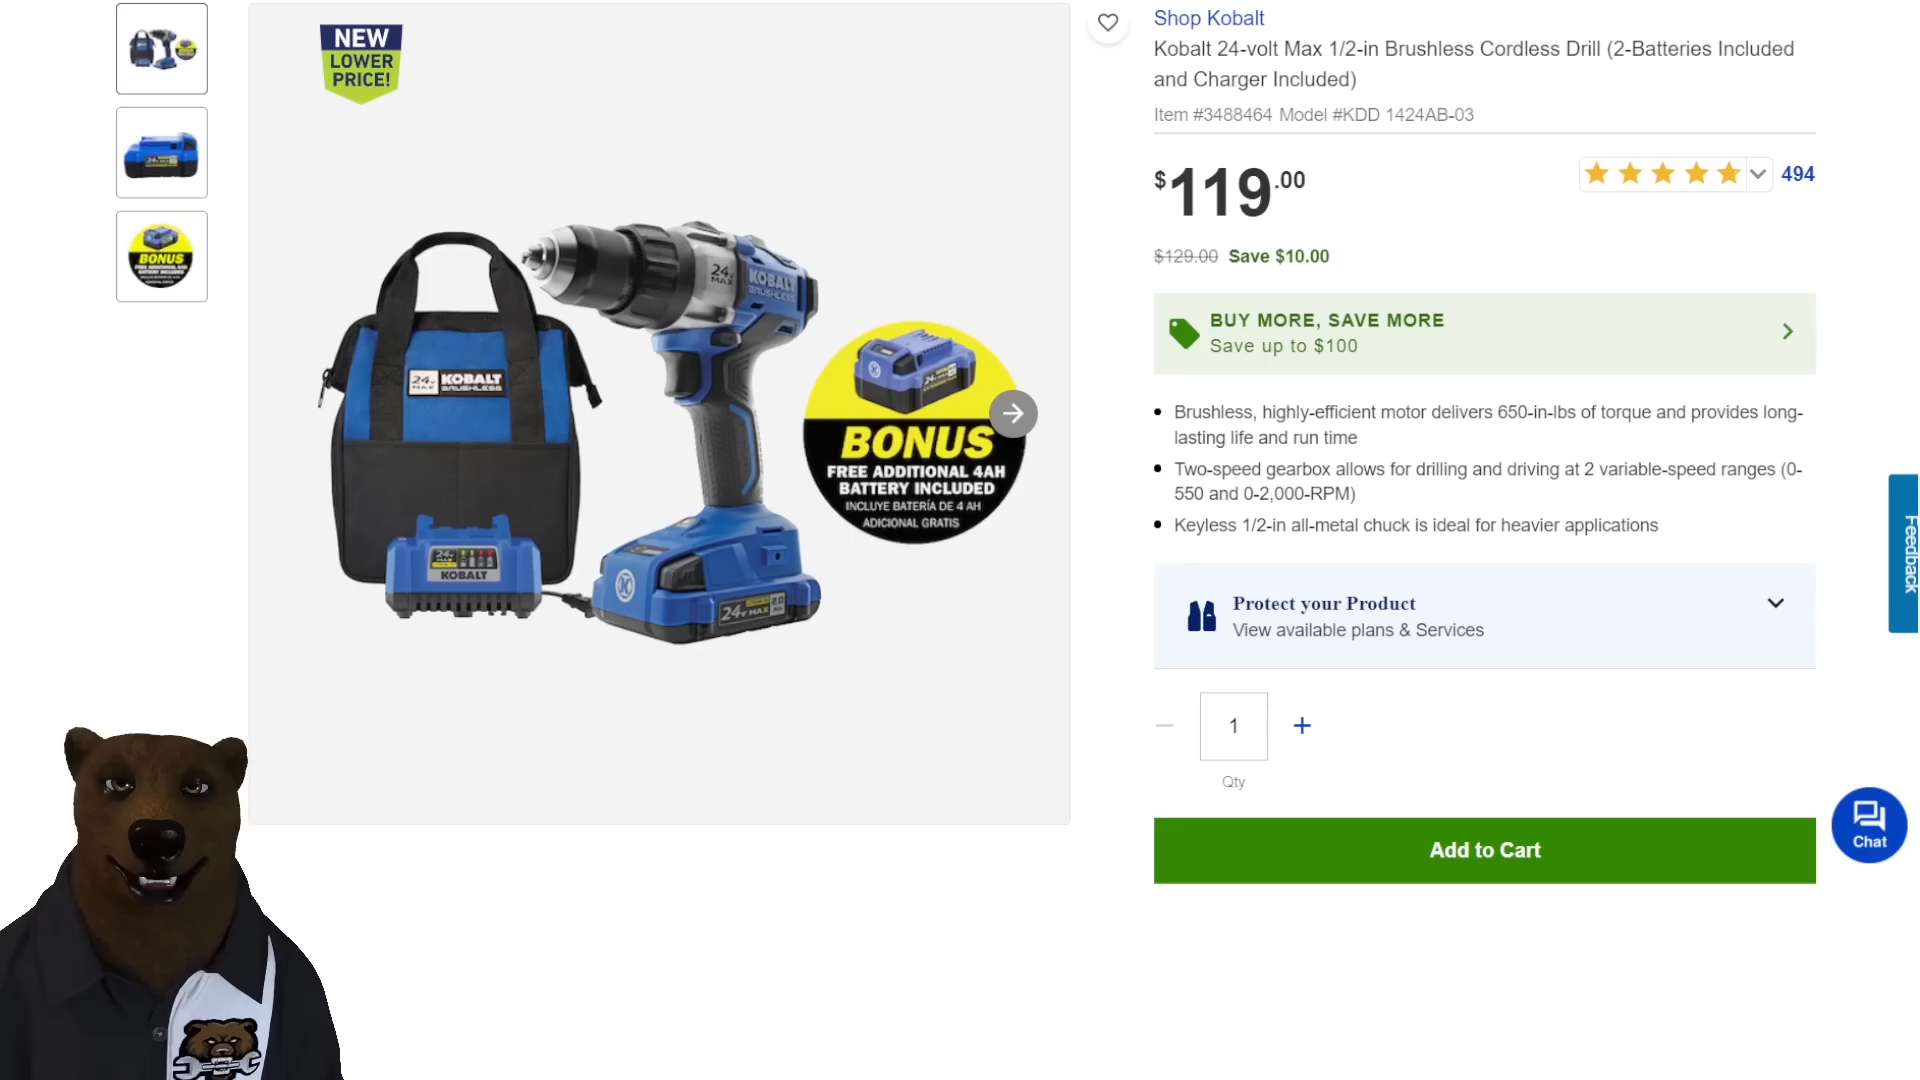 NEW
LOWER
PRICE!
BONUS
24V
MAX
KOBALT
BRUSHLESS
24V
MAX
KOBALT
BRUSHLESS
BONUS
FREE ADDITIONAL 4AH
BATTERY INCLUDED
INCLUYE BATERÍA DE 4 AH
ADICIONAL GRATIS
24V
KOBALT
24V MAX 2.0
Shop Kobalt
Kobalt 24-volt Max 1/2-in Brushless Cordless Drill (2-Batteries Included
and Charger Included)
Item #3488464 Model #KDD 1424AB-03
$119.00
494
$129.00 Save $10.00
BUY MORE, SAVE MORE
Save up to $100
Brushless, highly-efficient motor delivers 650-in-lbs of torque and provides long-
lasting life and run time
Two-speed gearbox allows for drilling and driving at 2 variable-speed ranges (0-
550 and 0-2,000-RPM)
Keyless 1/2-in all-metal chuck is ideal for heavier applications
Protect your Product
View available plans & Services
1
Qty
Add to Cart
Feedback
Chat